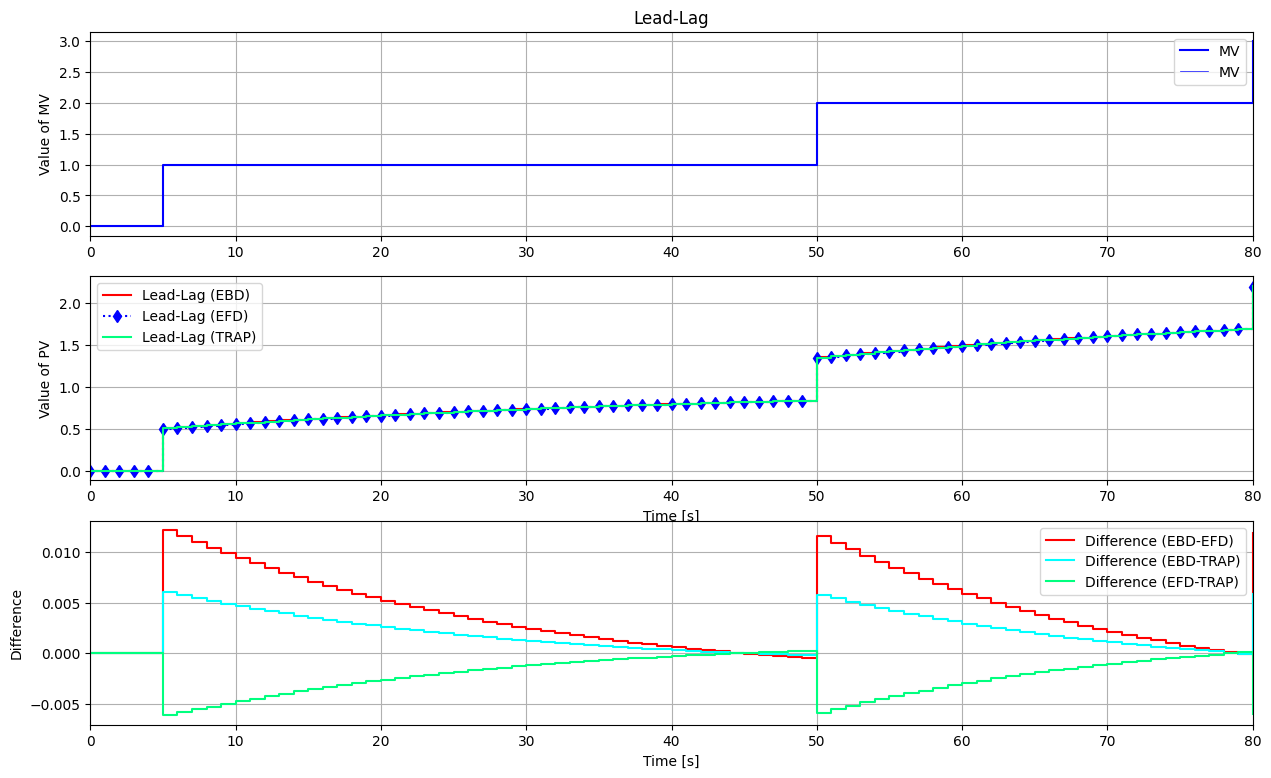 Lead-Lag
Value of MV
3.0
2.5
2.0
1.5
1.0
0.5
0.0
MV
MV
0 10 20 30 40 50 60 70 80
Value of PV
2.0
1.5
1.0
0.5
0.0
Lead-Lag (EBD)
Lead-Lag (EFD)
Lead-Lag (TRAP)
0 10 20 30 40 50 60 70 80
Time [s]
Difference
0.010
0.005
0.000
−0.005
Difference (EBD-EFD)
Difference (EBD-TRAP)
Difference (EFD-TRAP)
0 10 20 30 40 50 60 70 80
Time [s]